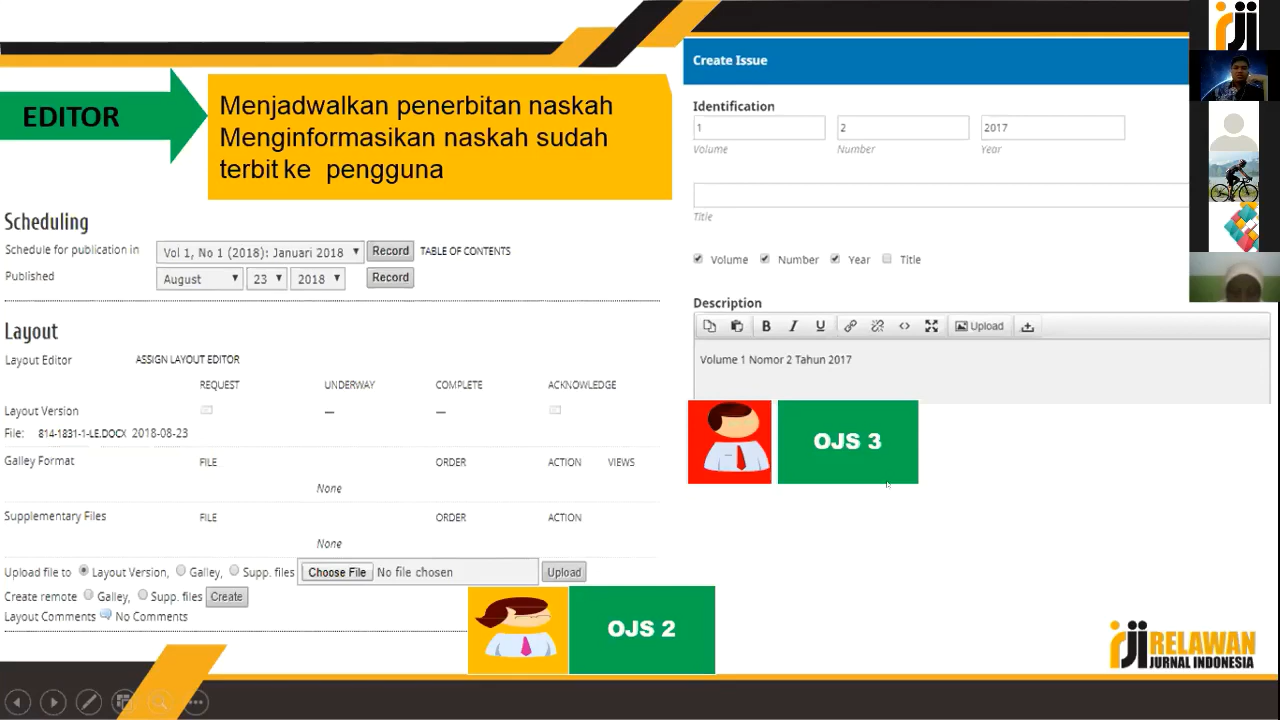 EDITOR
Menjadwalkan penerbitan naskah
Menginformasikan naskah sudah
terbit ke pengguna
Scheduling
Schedule for publication in Vol 1, No 1 (2018): Januari 2018 Record TABLE OF CONTENTS
Published August 23 2018 Record
Layout
Layout Editor ASSIGN LAYOUT EDITOR
REQUEST UNDERWAY COMPLETE ACKNOWLEDGE
Layout Version — —
File: 814-1831-1-LE.DOCX 2018-08-23
Galley Format FILE ORDER ACTION VIEWS
None
Supplementary Files FILE ORDER ACTION
None
Upload file to Layout Version, Galley, Supp. files Choose File No file chosen Upload
Create remote Galley, Supp. files Create
Layout Comments No Comments
OJS 2
Create Issue
Identification
1 2 2017
Volume Number Year
Title
Volume Number Year Title
Description
B I U Upload
Volume 1 Nomor 2 Tahun 2017
OJS 3
rji
rji RELAWAN
JURNAL INDONESIA